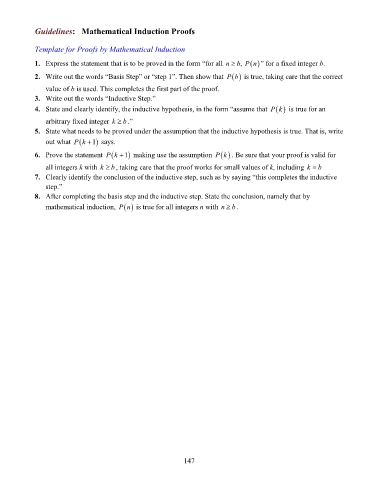 Guidelines: Mathematical Induction Proofs
Template for Proofs by Mathematical Induction
1. Express the statement that is to be proved in the form “for all n ≥ b, P(n)” for a fixed integer b.
2. Write out the words “Basis Step” or “step 1”. Then show that P(b) is true, taking care that the correct
value of b is used. This completes the first part of the proof.
3. Write out the words “Inductive Step.”
4. State and clearly identify, the inductive hypothesis, in the form “assume that P(k) is true for an
arbitrary fixed integer k ≥ b.”
5. State what needs to be proved under the assumption that the inductive hypothesis is true. That is, write
out what P(k+1) says.
6. Prove the statement P(k+1) making use the assumption P(k). Be sure that your proof is valid for
all integers k with k ≥ b, taking care that the proof works for small values of k, including k = b
7. Clearly identify the conclusion of the inductive step, such as by saying “this completes the inductive
step.”
8. After completing the basis step and the inductive step. State the conclusion, namely that by
mathematical induction, P(n) is true for all integers n with n ≥ b.
147